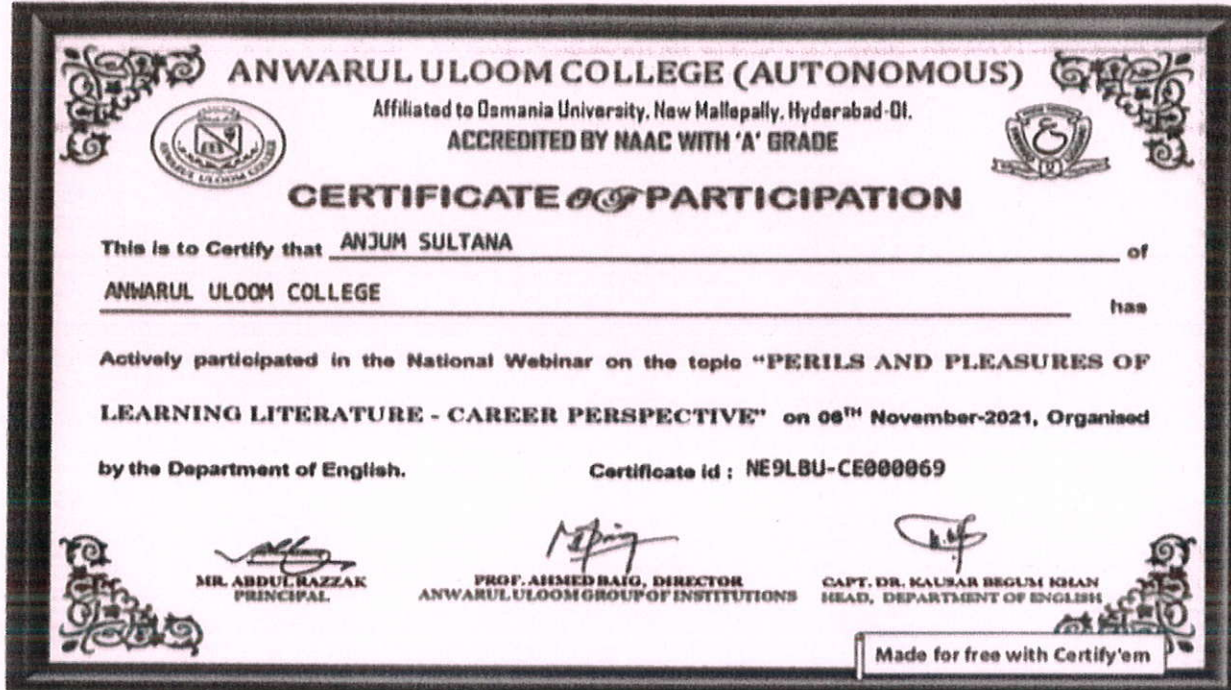 ANWARUL ULOOM COLLEGE (AUTONOMOUS)
Affiliated to Osmania University, New Mallepally, Hyderabad-01.
ACCREDITED BY NAAC WITH 'A' GRADE
ANWARUL ULOOM COLLEGE
CERTIFICATE OF PARTICIPATION
This is to Certify that ANJUM SULTANA of
ANWARUL ULOOM COLLEGE has
Actively participated in the National Webinar on the topic "PERILS AND PLEASURES OF
LEARNING LITERATURE - CAREER PERSPECTIVE" on 06TH November-2021, Organised
by the Department of English. Certificate id : NE9LBU-CE000069
MR. ABDUL RAZZAK
PRINCIPAL
PROF. AHMED BAIG, DIRECTOR
ANWARUL ULOOM GROUP OF INSTITUTIONS
CAPT. DR. KAUSAR BEGUM KHAN
HEAD, DEPARTMENT OF ENGLISH
Made for free with Certify'em